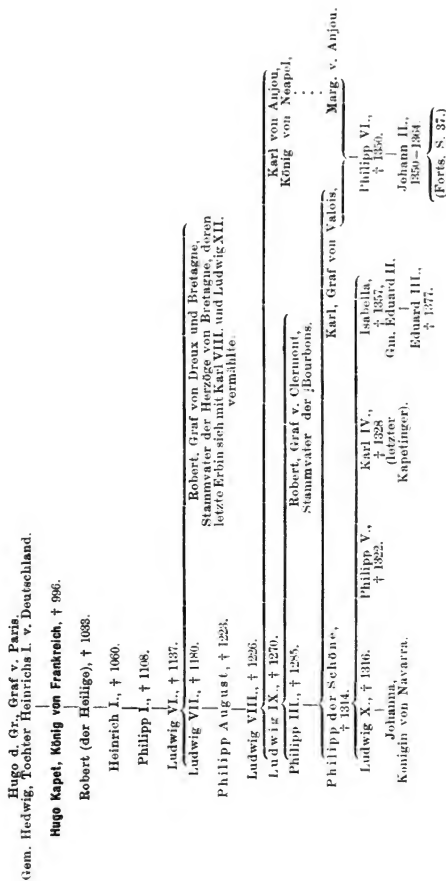 Hugo d. Gr., Graf v. Paris.
Gem. Hedwig, Tochter Heinrichs I. v. Deutschland.
Hugo Kapet, König von Frankreich, † 996.
Robert (der Heilige), † 1033.
Heinrich I., † 1060.
Philipp I., † 1108.
Ludwig VI., † 1137.
Ludwig VII., † 1180.
Robert, Graf von Dreux und Bretagne,
Stammvater der Herzöge von Bretagne, deren
letzte Erbin sich mit Karl VIII. und Ludwig XII.
vermählte.
Philipp August, † 1223.
Ludwig VIII., † 1226.
Ludwig IX., † 1270.
Karl von Anjou,
König von Neapel,
Philipp III., † 1285.
Robert, Graf v. Clermont,
Stammvater der Bourbons.
Philipp der Schöne,
† 1314.
Karl, Graf von Valois,
Marg. v. Anjou.
Ludwig X., † 1316.
Johanna,
Königin von Navarra.
Philipp V.,
† 1322.
Karl IV.,
† 1328
(letzter
Kapetinger).
Isabella,
† 1357,
Gm. Eduard II.
Eduard III.,
† 1377.
Philipp VI.,
† 1350.
Johann II.,
1350–1364
(Forts. S. 37.)